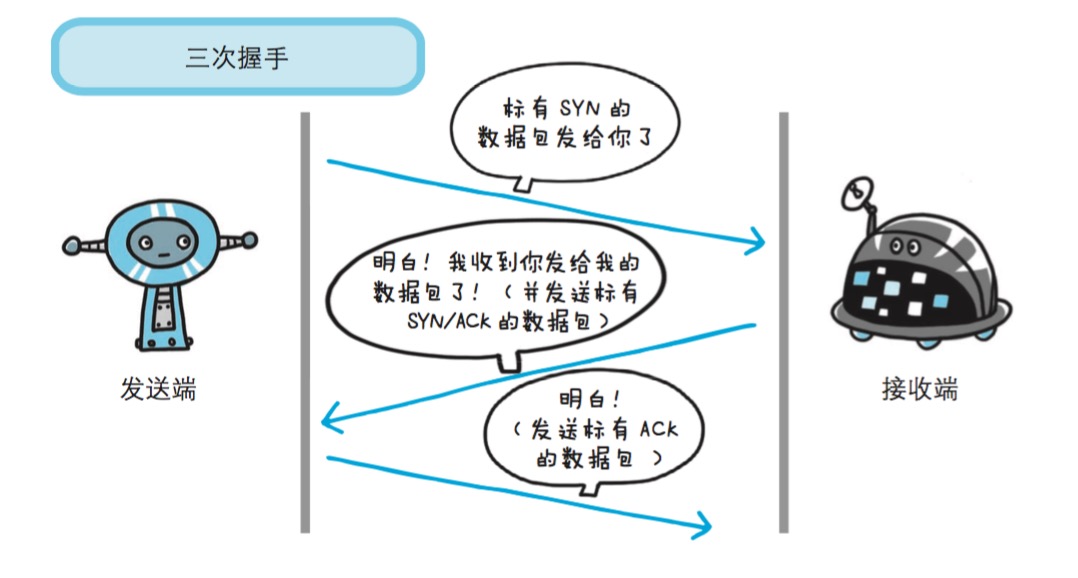 三次握手
标有 SYN 的
数据包发给你了
明白！我收到你发给我的
数据包了！（并发送标有
SYN/ACK 的数据包）
发送端
接收端
明白！
（发送标有 ACK
的数据包）